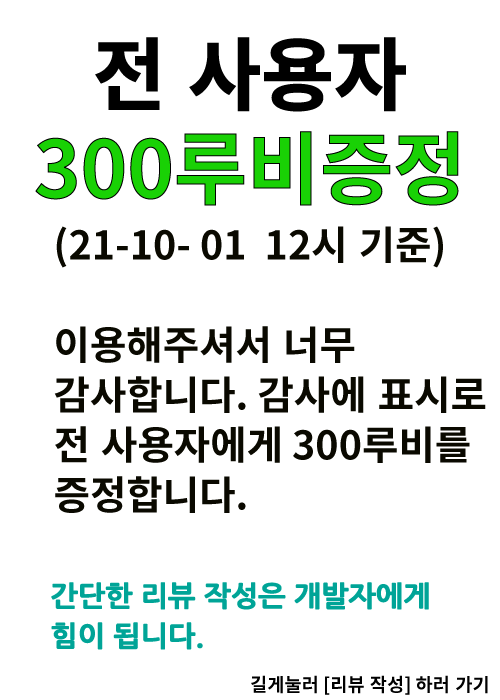 전 사용자
300루비증정
(21-10- 01 12시 기준)
이용해주셔서 너무
감사합니다. 감사에 표시로
전 사용자에게 300루비를
증정합니다.
간단한 리뷰 작성은 개발자에게
힘이 됩니다.
길게눌러 [리뷰 작성] 하러 가기